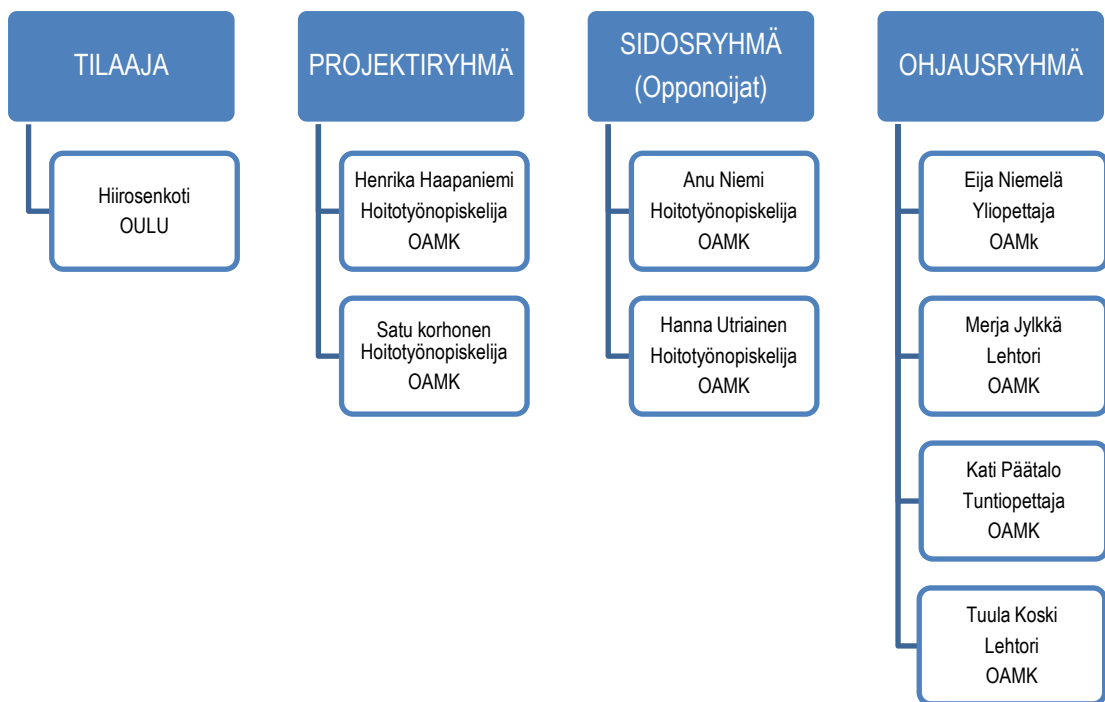 TILAAJA
Hiirosenkoti
OULU
PROJEKTIRYHMÄ
Henrika Haapaniemi
Hoitotyönopiskelija
OAMK
Satu korhonen
Hoitotyönopiskelija
OAMK
SIDOSRYHMÄ
(Opponoijat)
Anu Niemi
Hoitotyönopiskelija
OAMK
Hanna Utriainen
Hoitotyönopiskelija
OAMK
OHJAUSRYHMÄ
Eija Niemelä
Yliopettaja
OAMk
Merja Jylkkä
Lehtori
OAMK
Kati Päätalo
Tuntiopettaja
OAMK
Tuula Koski
Lehtori
OAMK